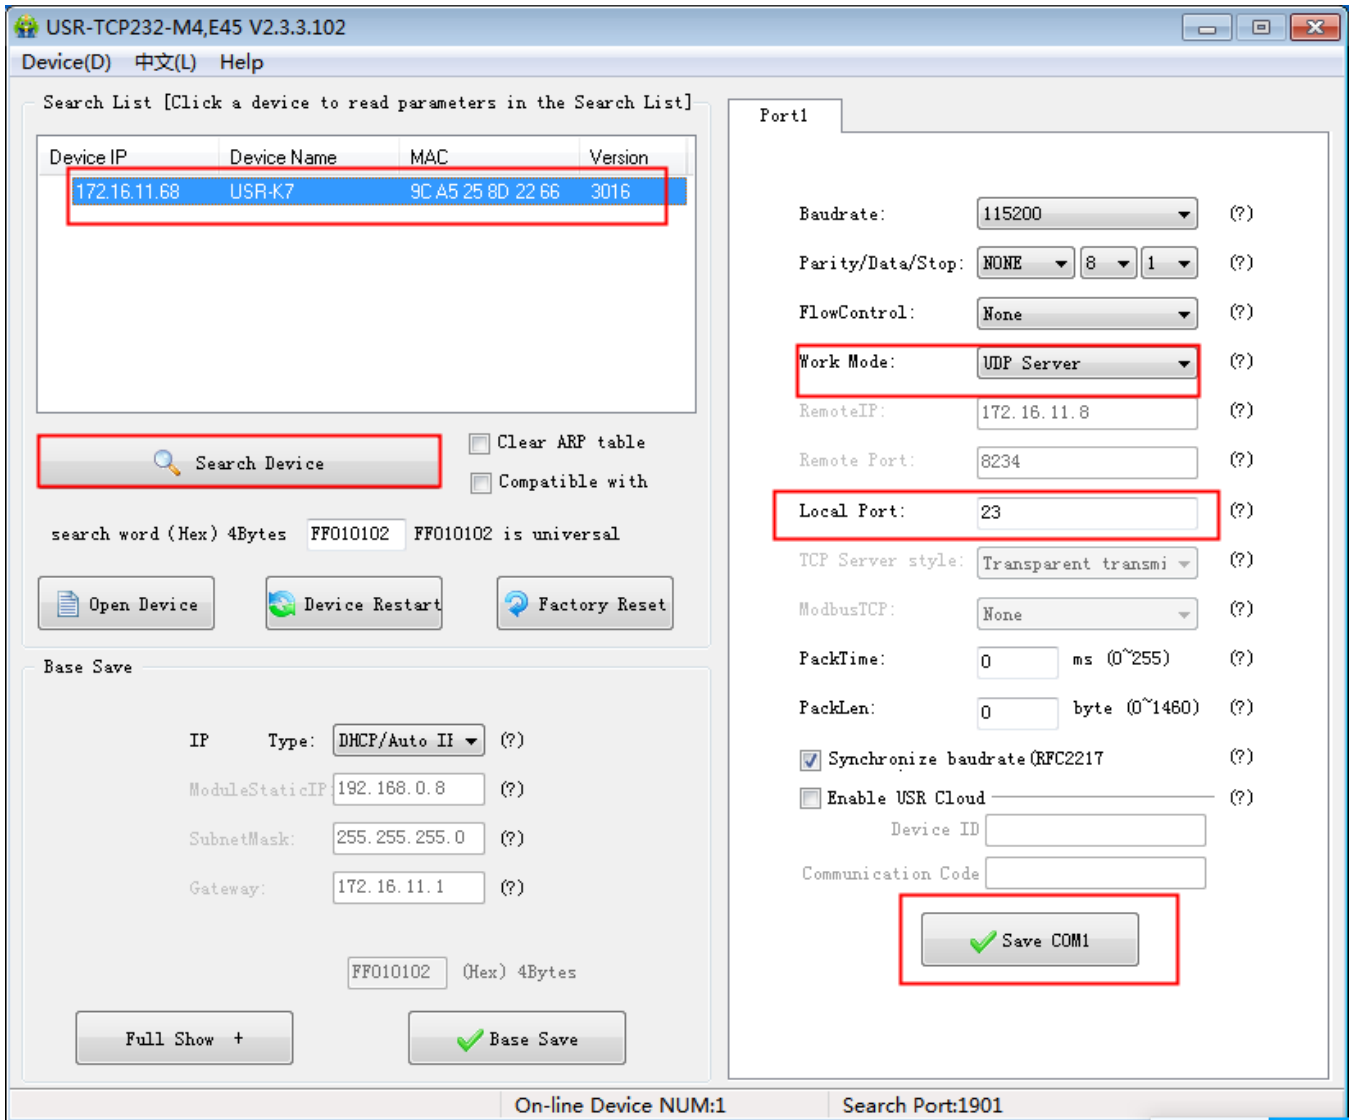 USR-TCP232-M4,E45 V2.3.3.102
Device(D) 中文(L) Help
Search List [Click a device to read parameters in the Search List]
Device IP Device Name MAC Version
172.16.11.68 USR-K7 9C A5 25 8D 22 66 3016
Search Device
Clear ARP table
Compatible with
search word (Hex) 4Bytes FF010102 FF010102 is universal
Open Device Device Restart Factory Reset
Base Save
IP Type: DHCP/Auto IF (?)
ModuleStaticIP: 192.168.0.8 (?)
SubnetMask: 255.255.255.0 (?)
Gateway: 172.16.11.1 (?)
FF010102 (Hex) 4Bytes
Full Show + Base Save
Port1
Baudrate: 115200 (?)
Parity/Data/Stop: NONE 8 1 (?)
FlowControl: None (?)
Work Mode: UDP Server (?)
RemoteIP: 172.16.11.8 (?)
Remote Port: 8234 (?)
Local Port: 23 (?)
TCP Server style: Transparent transmi (?)
ModbusTCP: None (?)
PackTime: 0 ms (0~255) (?)
PackLen: 0 byte (0~1460) (?)
Synchronize baudrate(RFC2217 (?)
Enable USR Cloud (?)
Device ID
Communication Code
Save COM1
On-line Device NUM:1 Search Port:1901